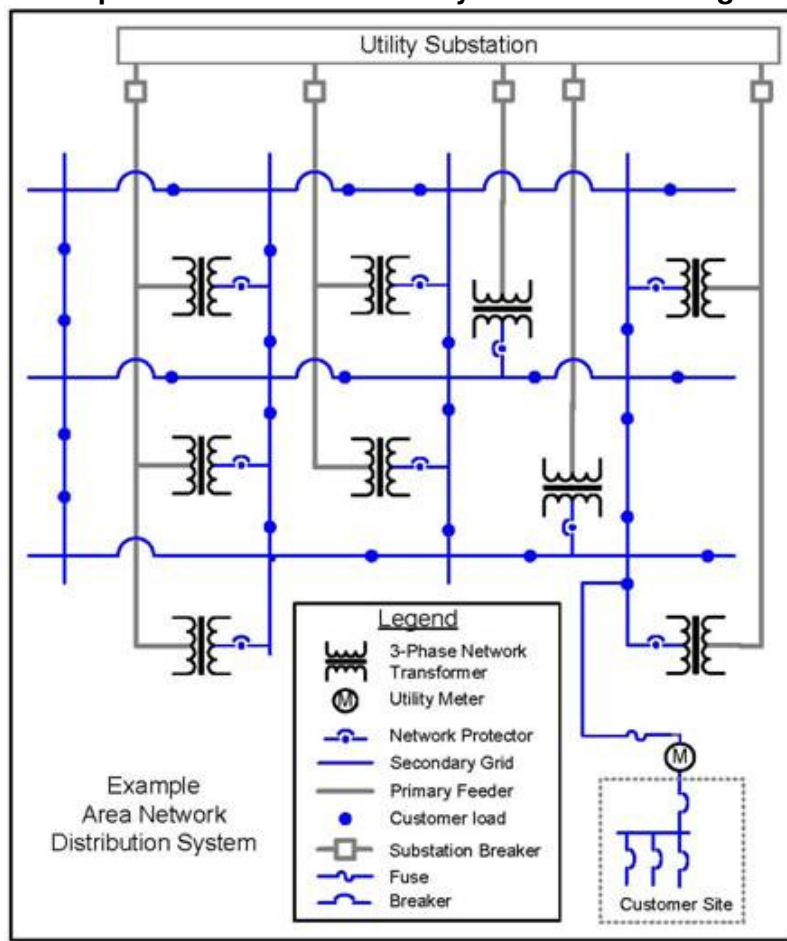 Utility Substation
Legend
3-Phase Network
Transformer
M
Utility Meter
Network Protector
Secondary Grid
Primary Feeder
Customer load
Substation Breaker
Fuse
Breaker
Example
Area Network
Distribution System
M
Customer Site